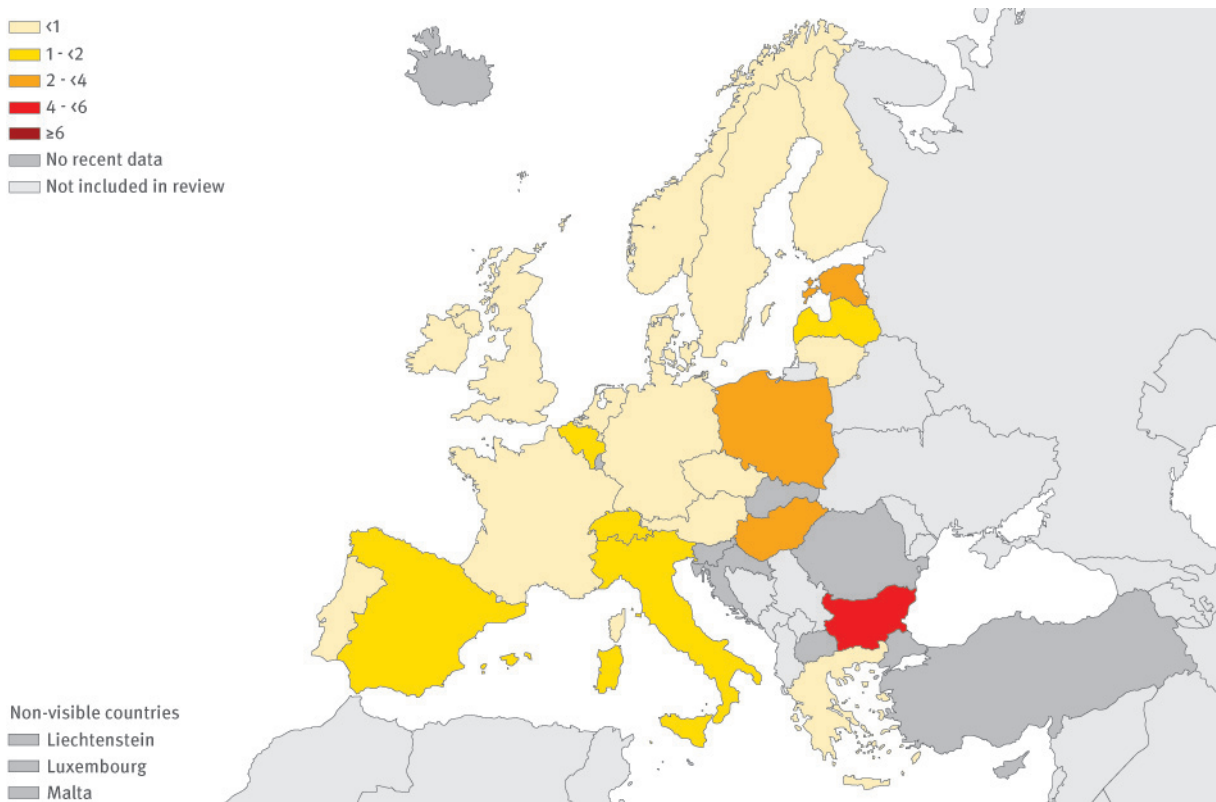 <1
1 - <2
2 - <4
4 - <6
≥6
No recent data
Not included in review
Non-visible countries
Liechtenstein
Luxembourg
Malta